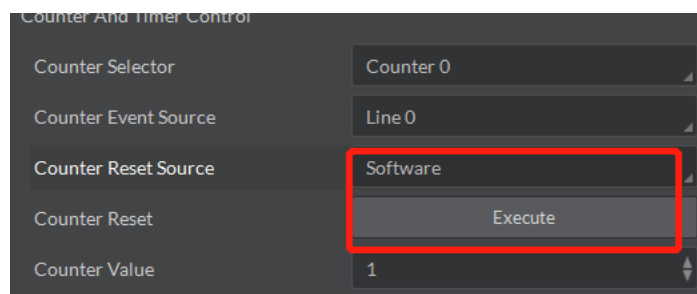 Counter And Timer Control
Counter Selector Counter 0
Counter Event Source Line 0
Counter Reset Source Software
Counter Reset Execute
Counter Value 1